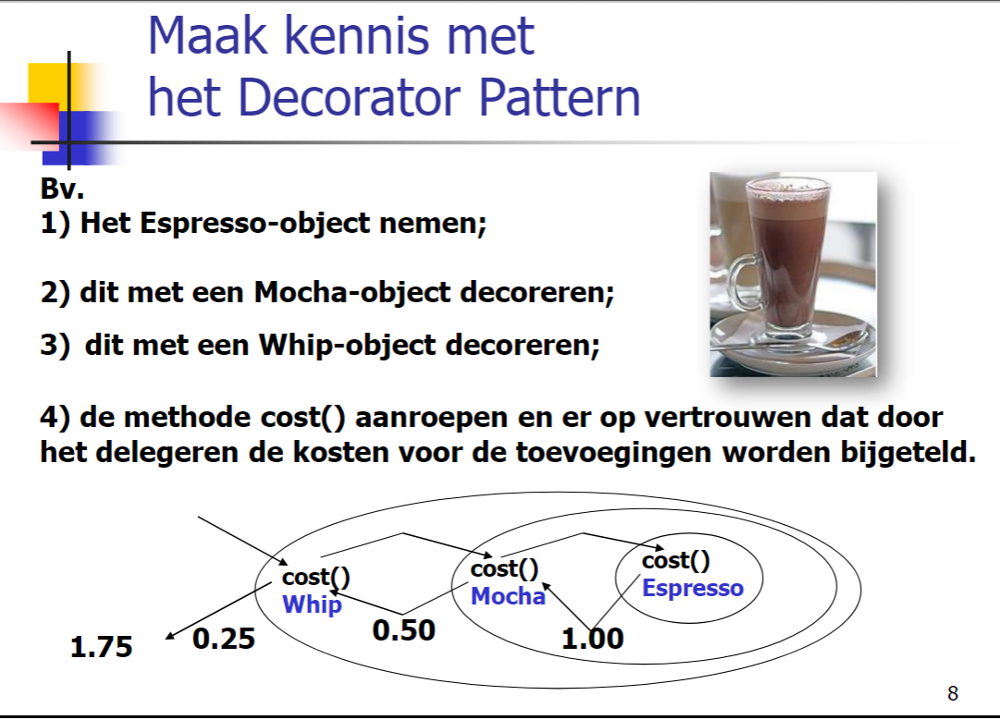 Maak kennis met
het Decorator Pattern
Bv.
1) Het Espresso-object nemen;
2) dit met een Mocha-object decoreren;
3) dit met een Whip-object decoreren;
4) de methode cost() aanroepen en er op vertrouwen dat door
het delegeren de kosten voor de toevoegingen worden bijgeteld.
cost()
Whip
cost()
Mocha
cost()
Espresso
1.75
0.25
0.50
1.00
8